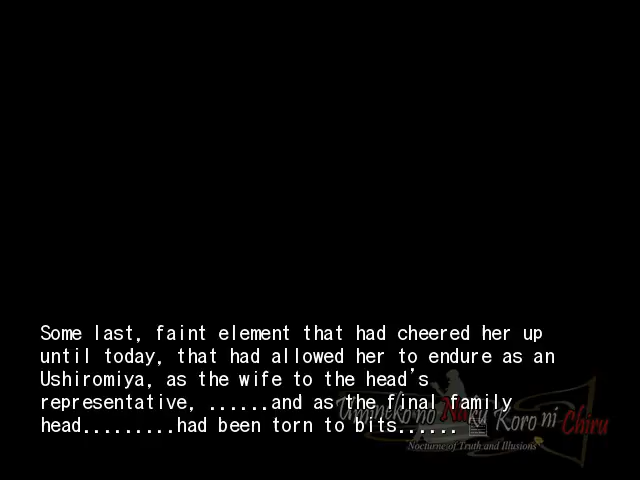 Some last, faint element that had cheered her up
until today, that had allowed her to endure as an
Ushiromiya, as the wife to the head's
representative, ......and as the final family
head.........had been torn to bits......
Umineko no Naku Koro ni Chiru
Nocturne of Truth and Illusions